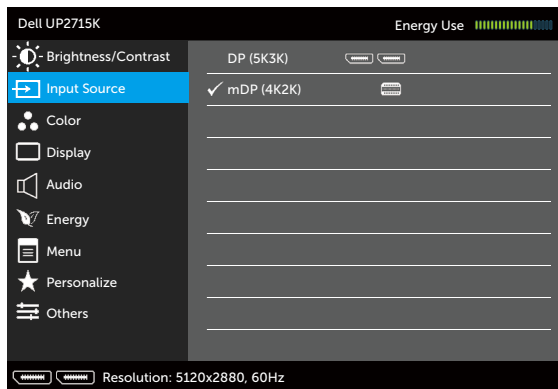 Dell UP2715K Energy Use
Brightness/Contrast DP (5K3K)
Input Source mDP (4K2K)
Color
Display
Audio
Energy
Menu
Personalize
Others
Resolution: 5120x2880, 60Hz